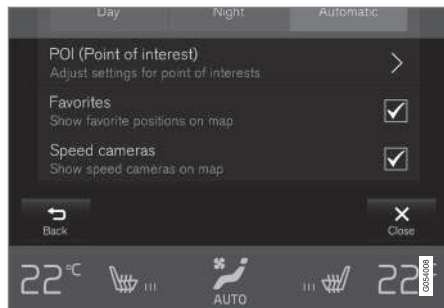 Day Night Automatic
POI (Point of interest)
Adjust settings for point of interests
Favorites
Show favorite positions on map
Speed cameras
Show speed cameras on map
Back Close
22°C 22°
AUTO
G054008